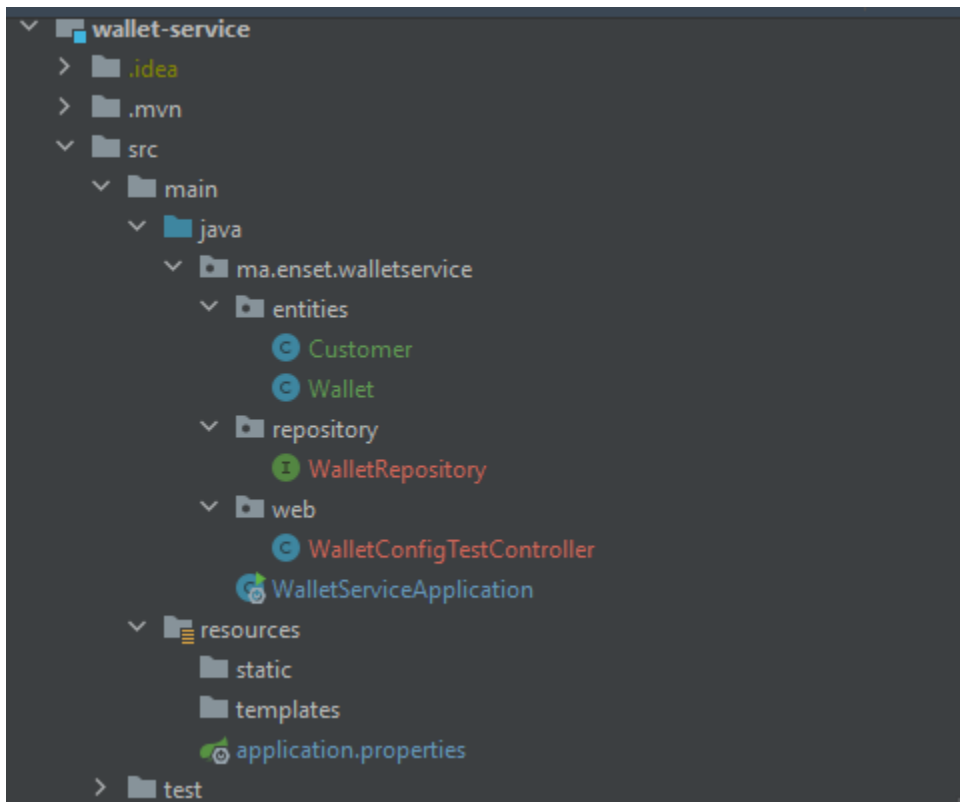 wallet-service
.idea
.mvn
src
main
java
ma.enset.walletservice
entities
Customer
Wallet
repository
WalletRepository
web
WalletConfigTestController
WalletServiceApplication
resources
static
templates
application.properties
test